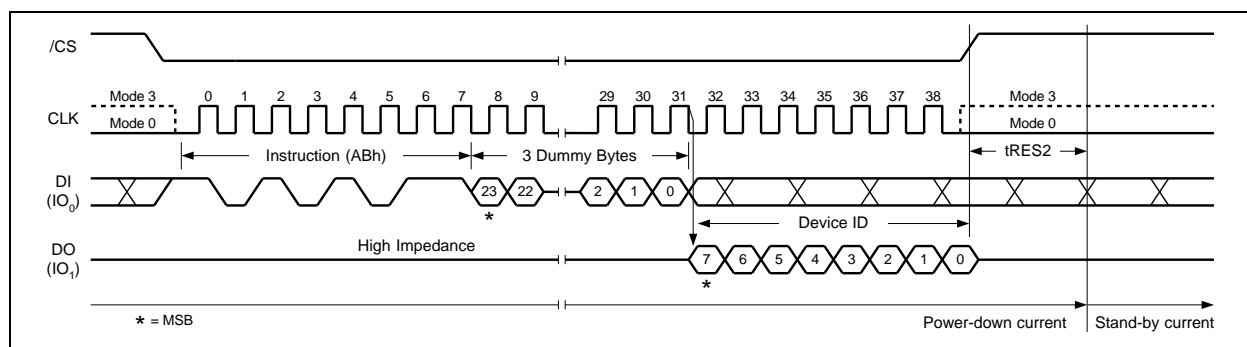 /CS
Mode 3 0 1 2 3 4 5 6 7 8 9 29 30 31 32 33 34 35 36 37 38 Mode 3
CLK Mode 0 Mode 0
Instruction (ABh) 3 Dummy Bytes tRES2
DI
(IO0) 23 22 2 1 0
* Device ID
DO High Impedance
(IO1) 7 6 5 4 3 2 1 0
*
* = MSB Power-down current Stand-by current